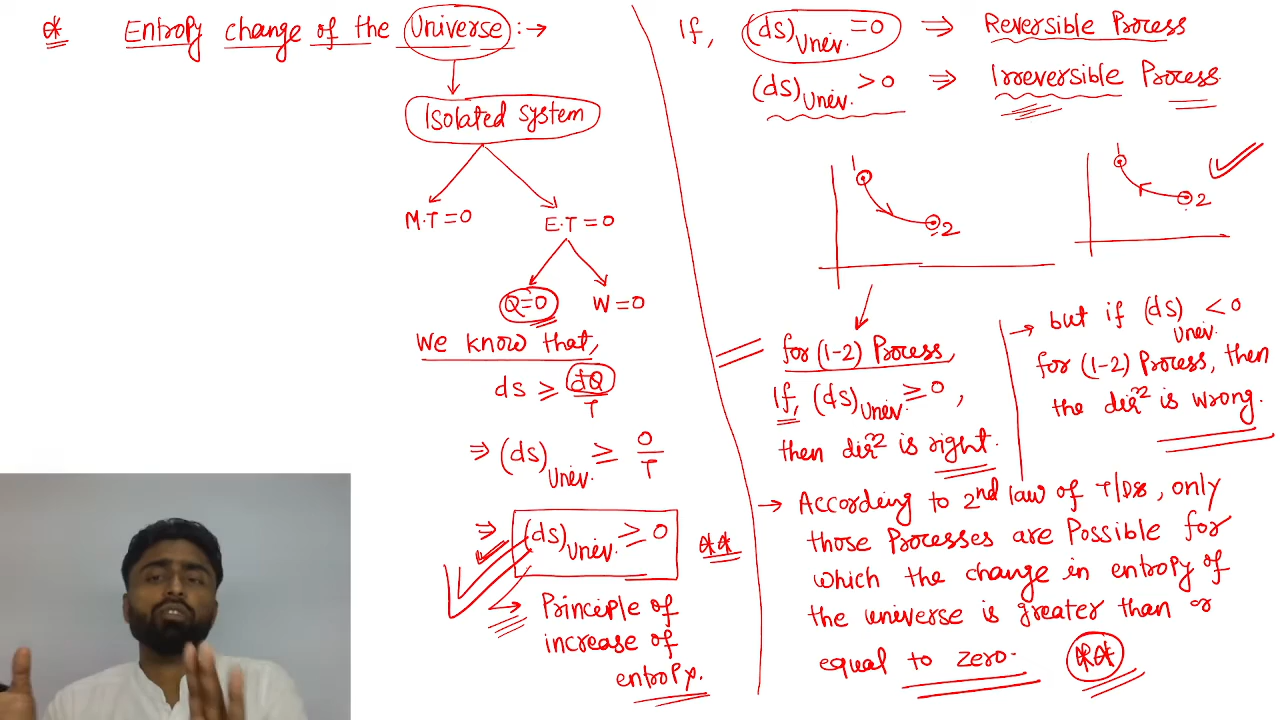 Entropy change of the Universe :→
Isolated system
M.T=0 E.T=0
Q=0 W=0
We know that,
ds ≥ dQ/T
⇒ (ds)Univ. ≥ 0/T
⇒ (ds)Univ. ≥ 0
→ Principle of
increase of
entropy.
If, (ds)Univ. =0 ⇒ Reversible Process
(ds)Univ. >0 ⇒ Irreversible Process
1
2
1
2
for (1-2) Process,
If, (ds)Univ. ≥ 0,
then dirⁿ is right.
→ but if (ds)Univ. < 0
for (1-2) Process, then
the dirⁿ is wrong.
→ According to 2nd law of T/Ds, only
those Processes are Possible for
which the change in entropy of
the universe is greater than or
equal to zero.